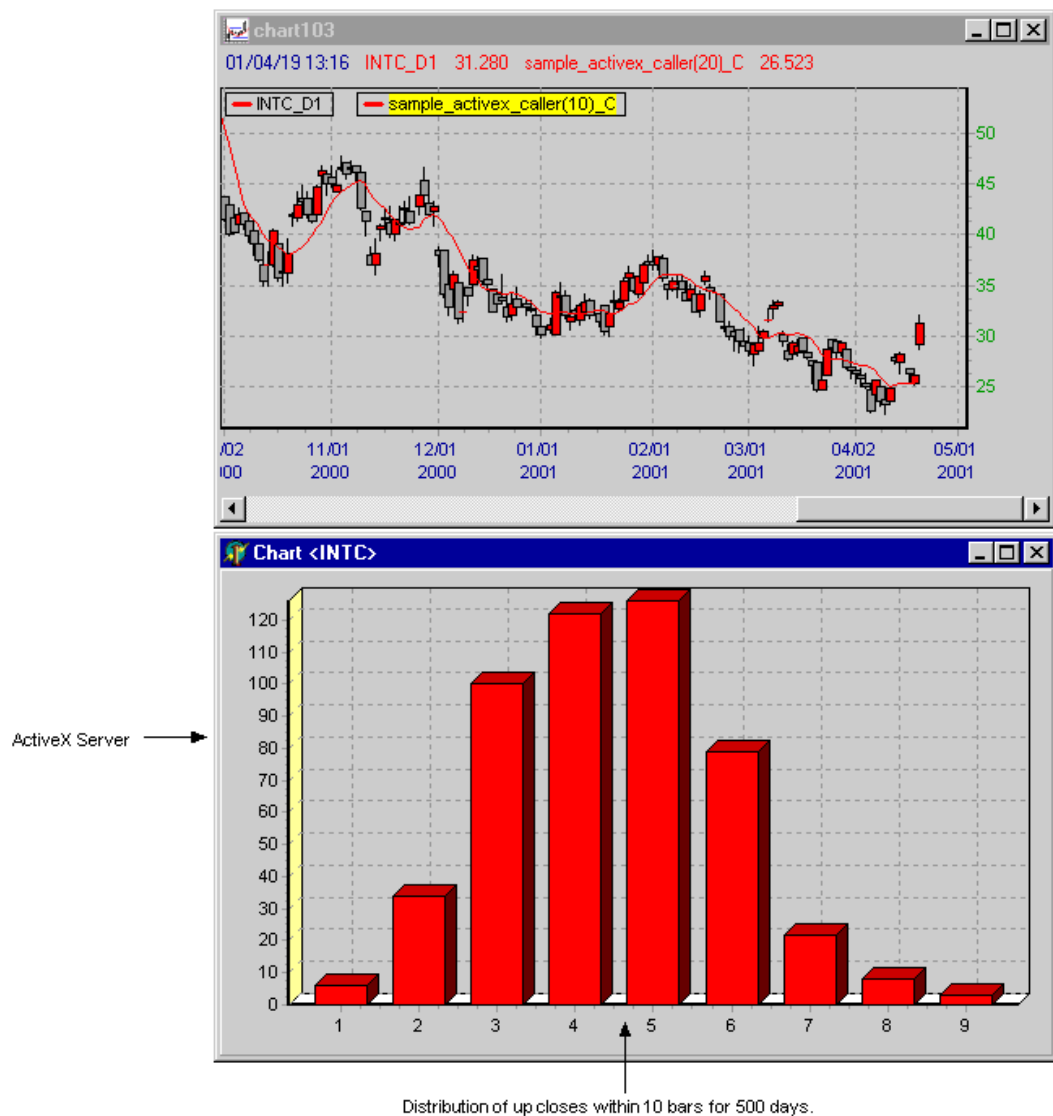 chart103
01/04/19 13:16 INTC_D1 31.280 sample_activex_caller(20)_C 26.523
INTC_D1 sample_activex_caller(10)_C
50
45
40
35
30
25
/02 11/01 12/01 01/01 02/01 03/01 04/02 05/01
00 2000 2000 2001 2001 2001 2001 2001
Chart <INTC>
120
110
100
90
80
70
60
50
40
30
20
10
0
1 2 3 4 5 6 7 8 9
ActiveX Server
Distribution of up closes within 10 bars for 500 days.